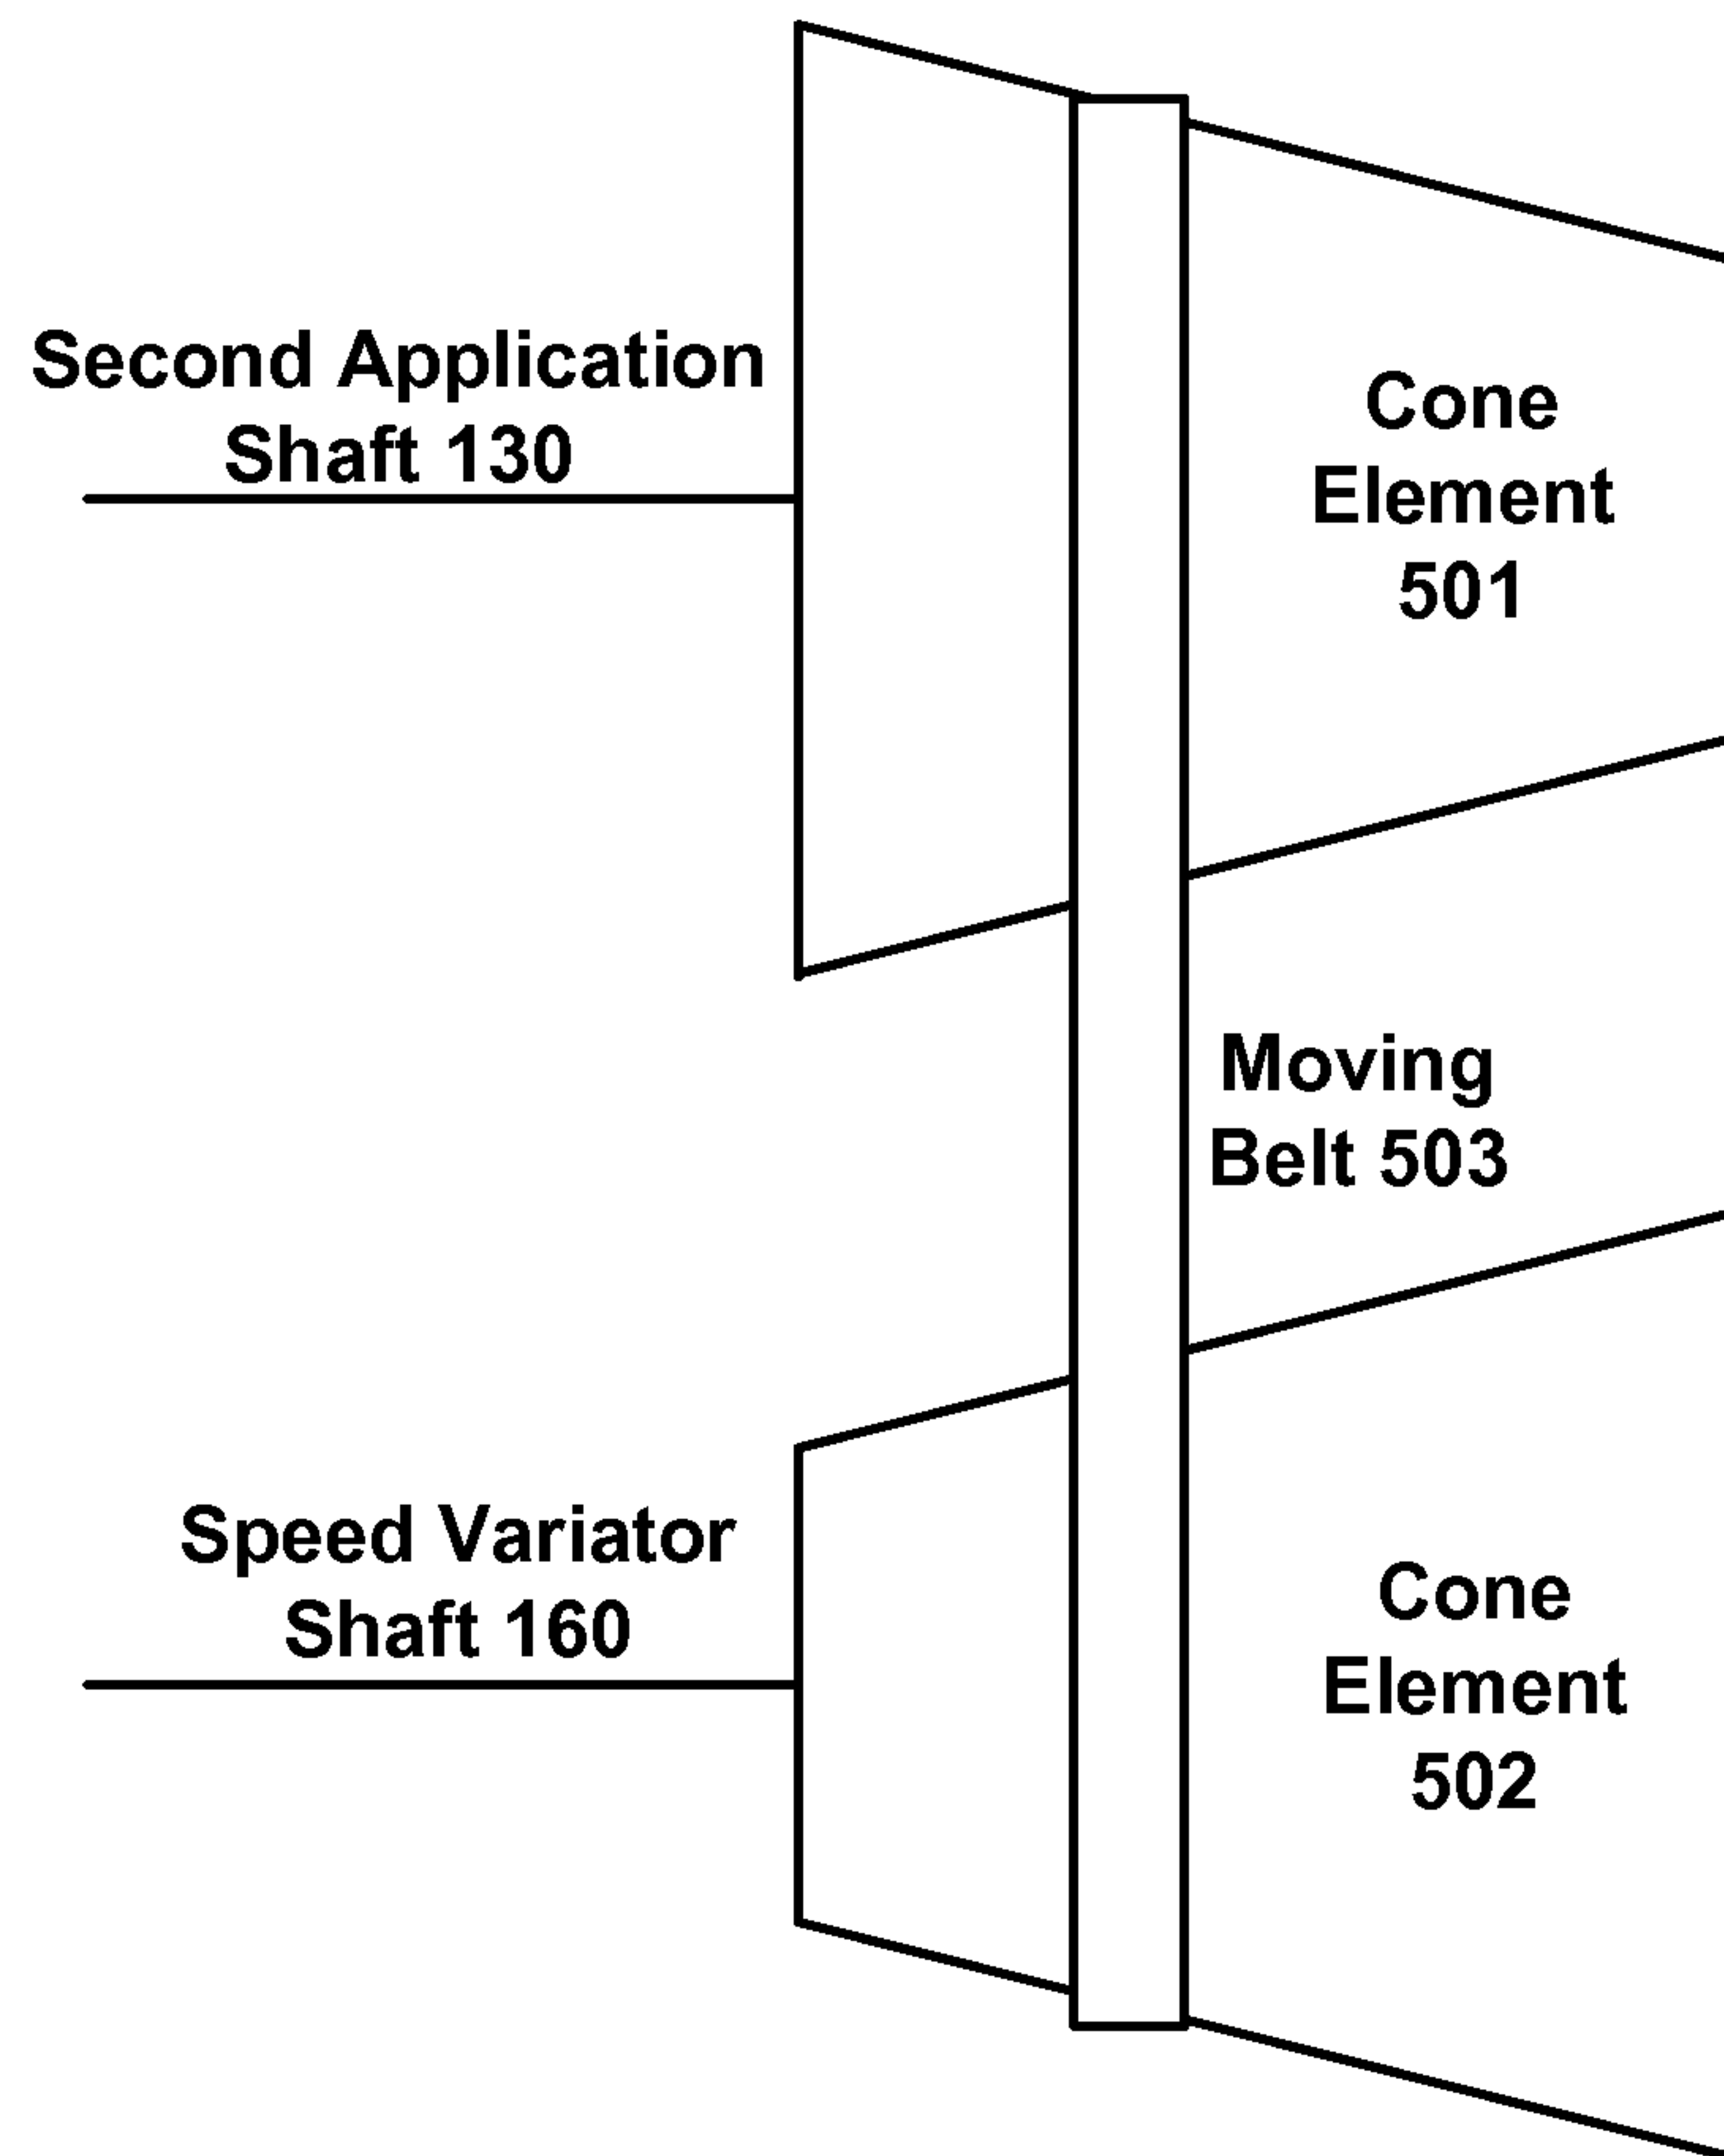 Second Application
Shaft 130
Cone
Element
501
Moving
Belt 503
Speed Variator
Shaft 160
Cone
Element
502